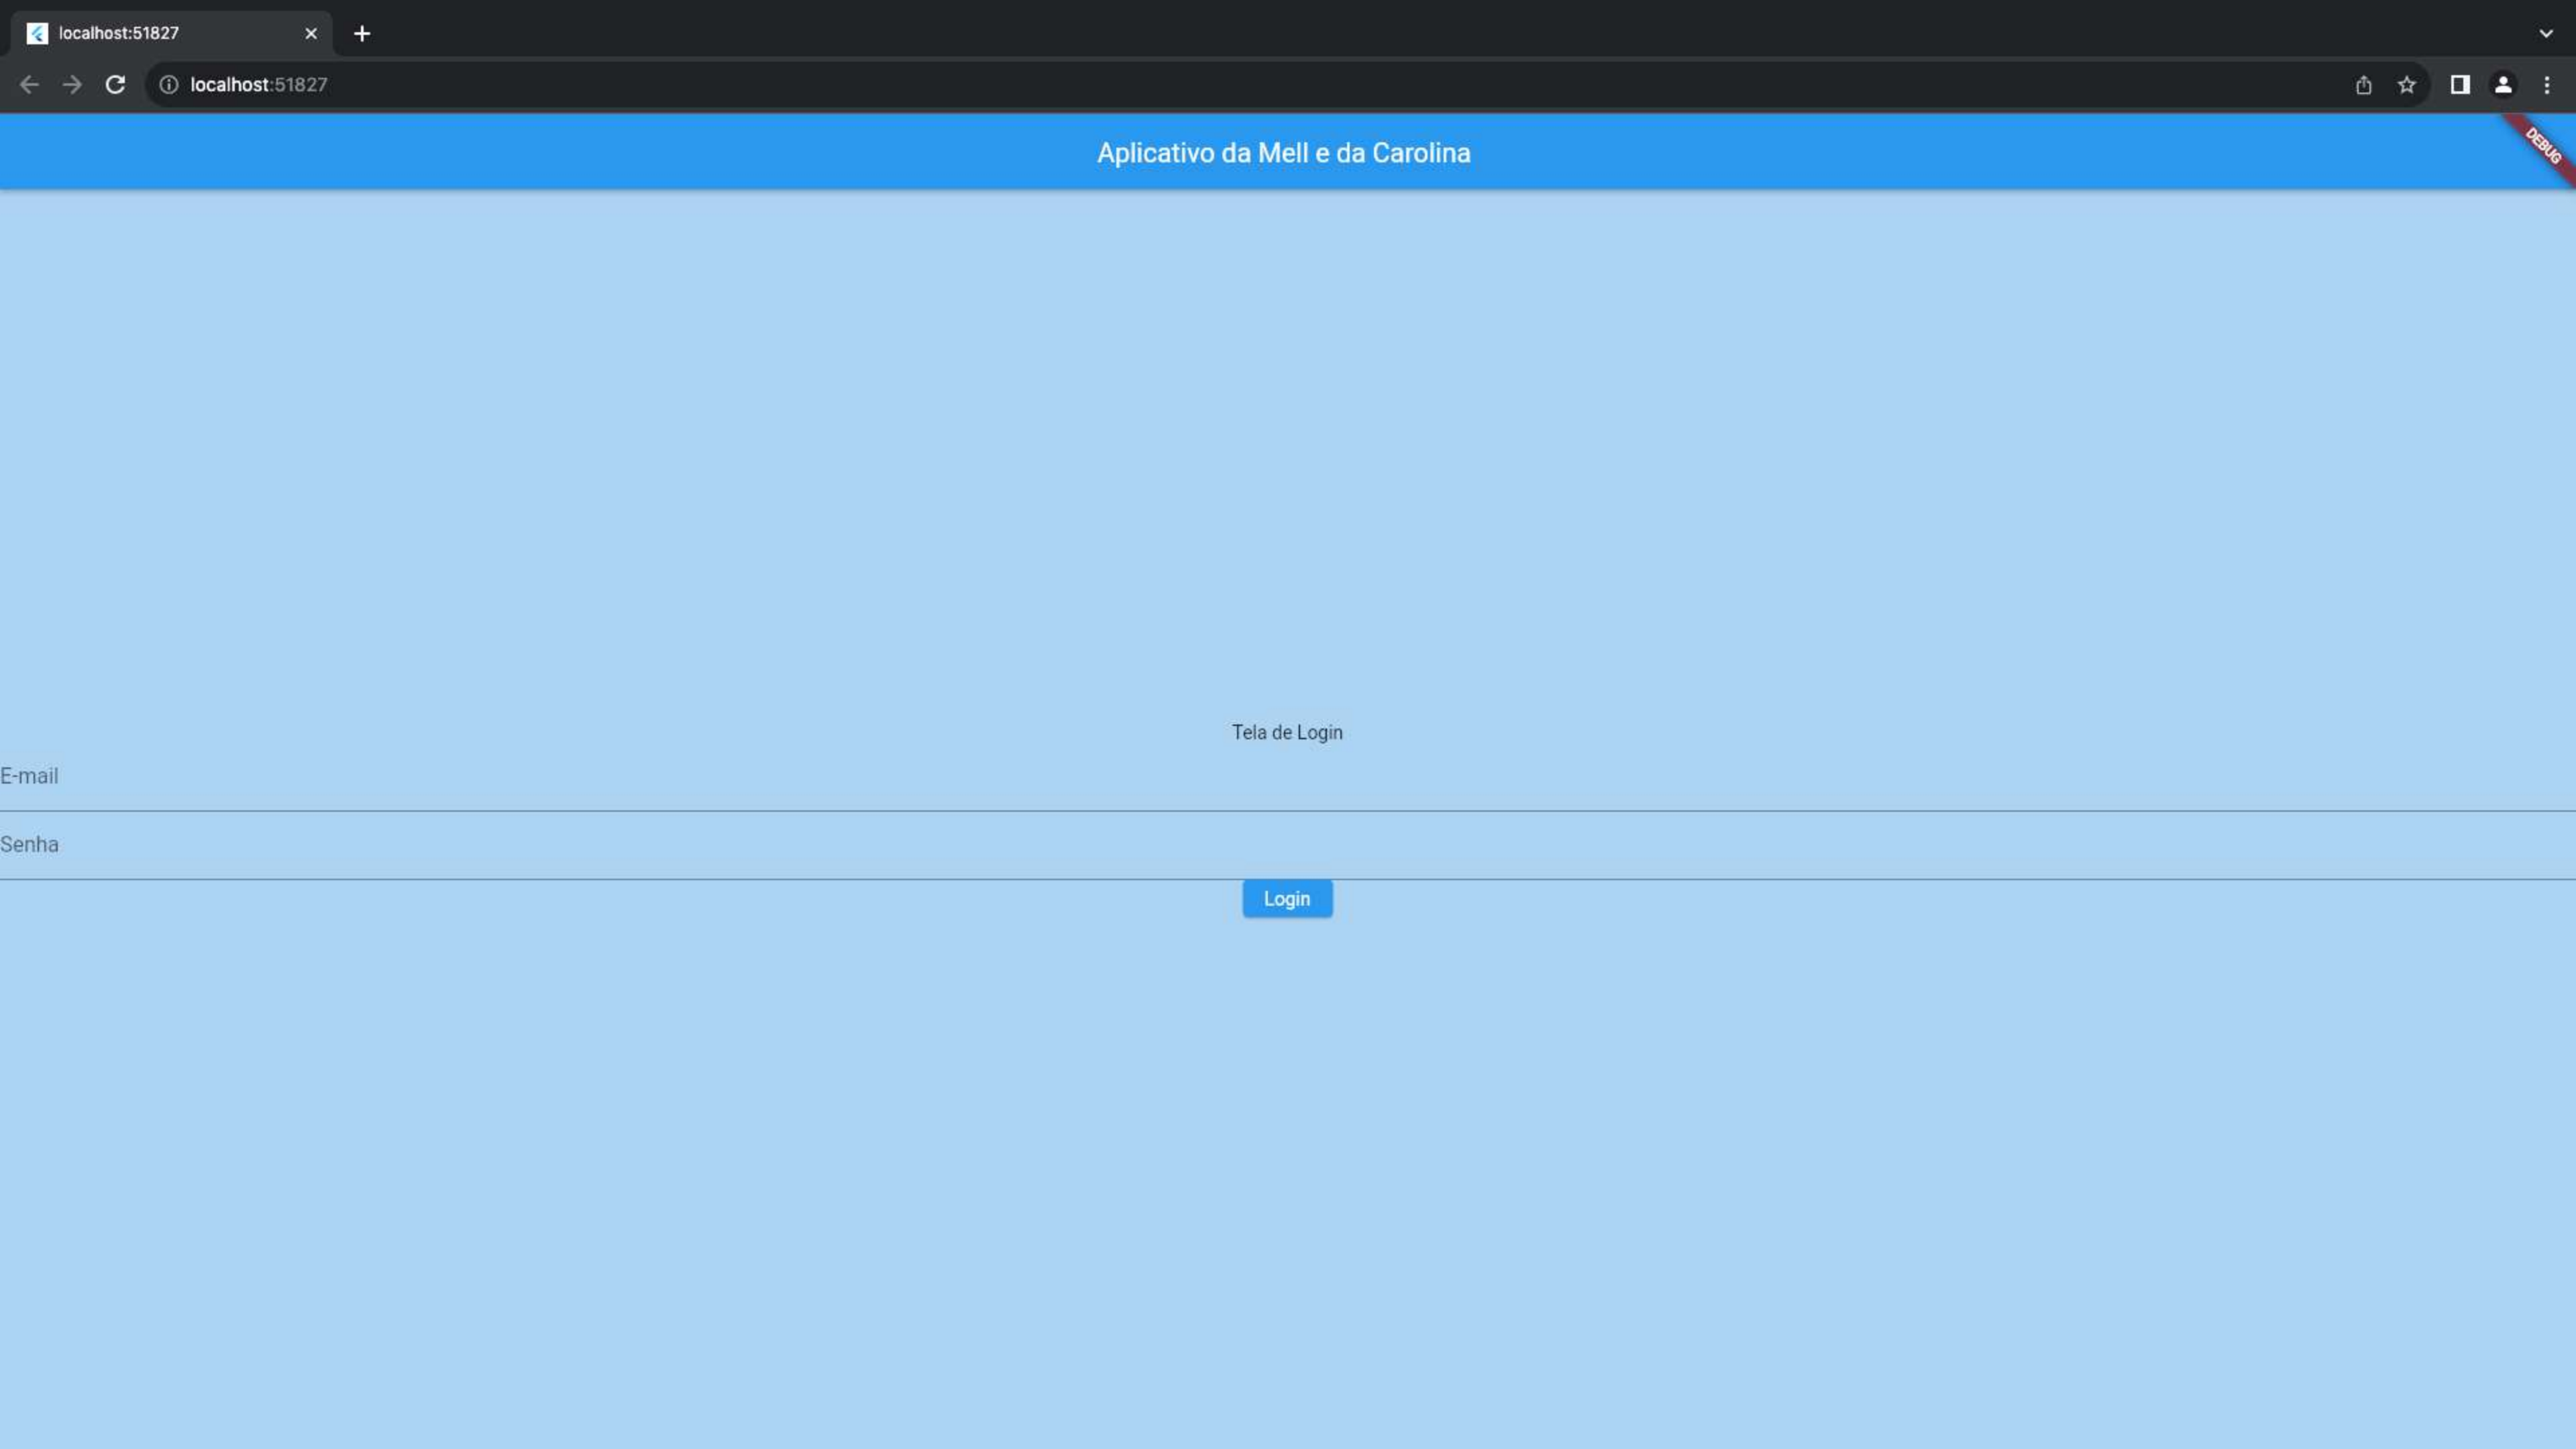 localhost:51827
localhost:51827
Aplicativo da Mell e da Carolina
DEBUG
Tela de Login
E-mail
Senha
Login